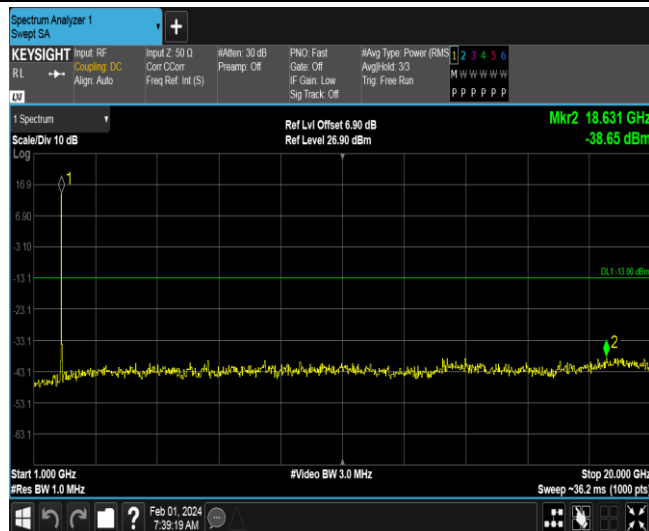 Spectrum Analyzer 1
Swept SA
+
KEYSIGHT
RL
Input: RF
Coupling: DC
Align: Auto
Input Z: 50 Ω
Corr CCorr
Freq Ref: Int (S)
#Atten: 30 dB
Preamp: Off
PNO: Fast
Gate: Off
IF Gain: Low
Sig Track: Off
#Avg Type: Power (RMS
Avg|Hold: 3/3
Trig: Free Run
1 2 3 4 5 6
M W W W W W
P P P P P P
1 Spectrum
Scale/Div 10 dB
Log
Ref Lvl Offset 6.90 dB
Ref Level 26.90 dBm
Mkr2 18.631 GHz
-38.65 dBm
1
16.9
6.90
-3.10
-13.1
DL1 -13.00 dBm
-23.1
-33.1
2
-43.1
-53.1
-63.1
Start 1.000 GHz
#Res BW 1.0 MHz
#Video BW 3.0 MHz
Stop 20.000 GHz
Sweep ~36.2 ms (1000 pts)
?
Feb 01, 2024
7:39:19 AM